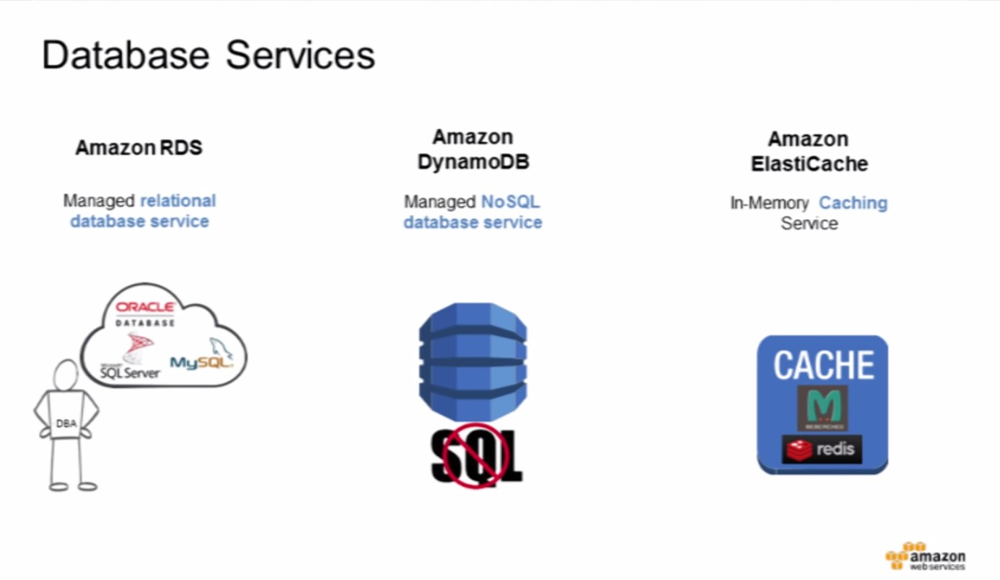 Database Services
Amazon RDS
Managed relational
database service
ORACLE
DATABASE
Microsoft
SQL Server
MySQL
DBA
Amazon
DynamoDB
Managed NoSQL
database service
SQL
Amazon
ElastiCache
In-Memory Caching
Service
CACHE
MEMCACHED
redis
amazon
web services